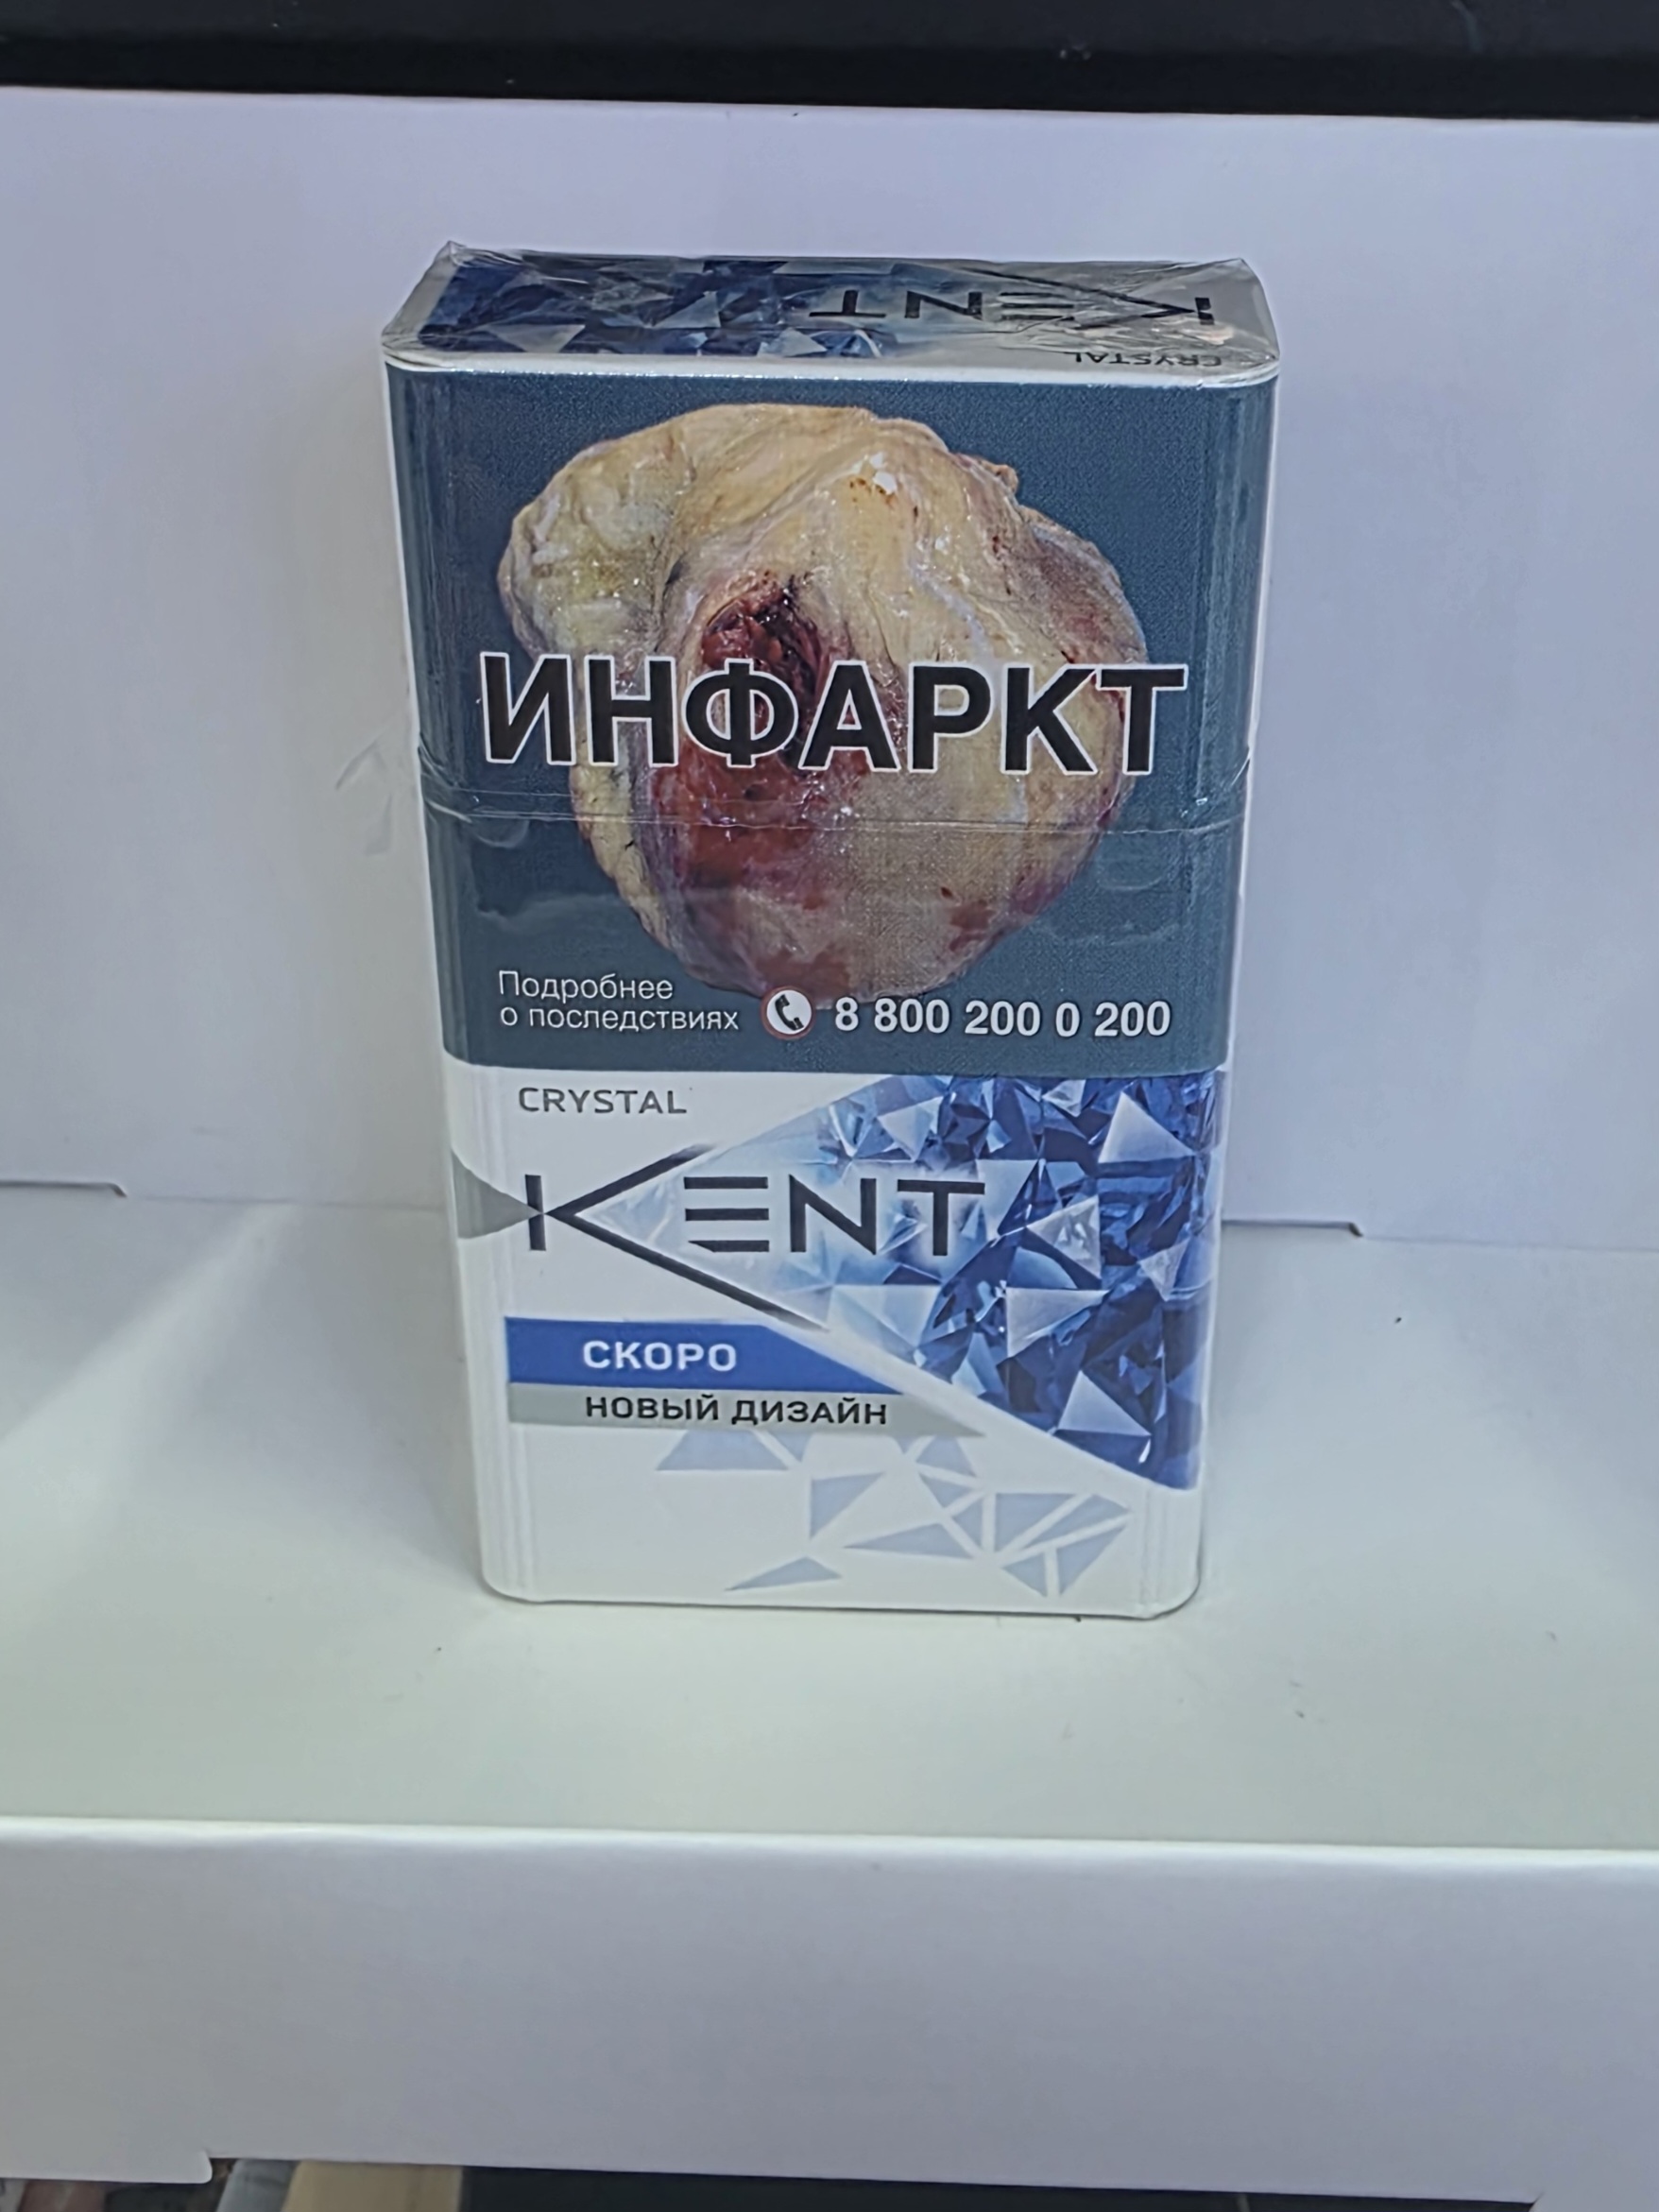 KENT
CRYSTAL
ИНФАРКТ
Подробнее
о последствиях 8 800 200 0 200
CRYSTAL
KENT
СКОРО
НОВЫЙ ДИЗАЙН